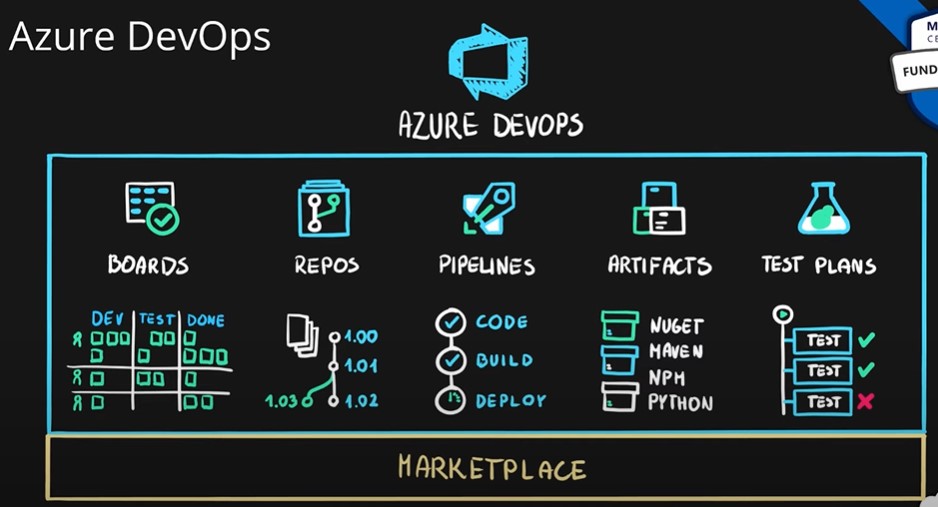 Azure DevOps
M
CE
FUND
AZURE DEVOPS
BOARDS
REPOS
PIPELINES
ARTIFACTS
TEST PLANS
DEV TEST DONE
1.00
1.01
1.03 1.02
CODE
BUILD
DEPLOY
NUGET
MAVEN
NPM
PYTHON
TEST
TEST
TEST
MARKETPLACE